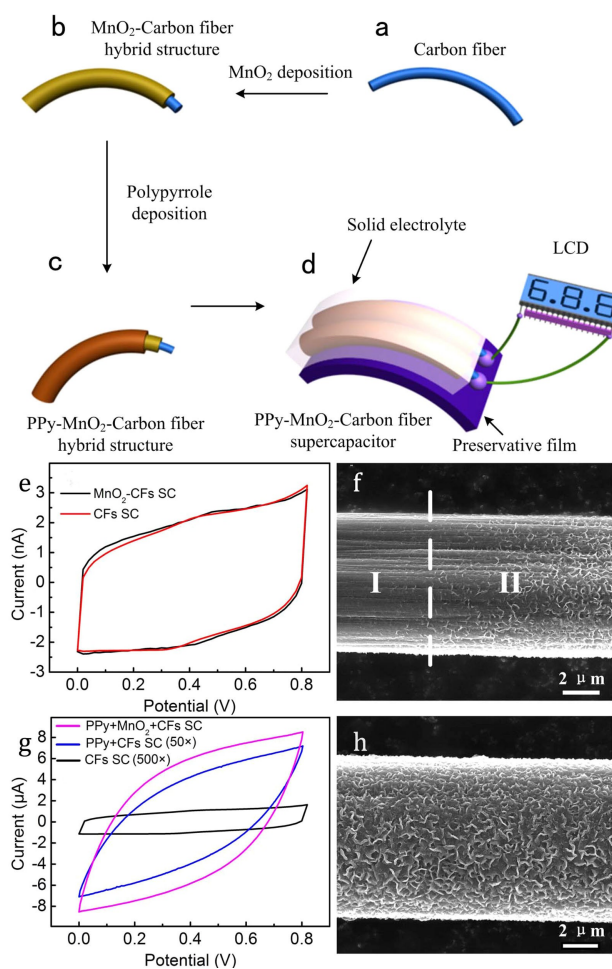 b
MnO₂-Carbon fiber
hybrid structure
a
Carbon fiber
MnO₂ deposition
Polypyrrole
deposition
Solid electrolyte
LCD
c
d
6.8.8
PPy-MnO₂-Carbon fiber
hybrid structure
PPy-MnO₂-Carbon fiber
supercapacitor
Preservative film
e
MnO₂-CFs SC
CFs SC
Current (nA)
3
2
1
0
-1
-2
-3
0.0 0.2 0.4 0.6 0.8
Potential (V)
f
I
II
2 μm
g
PPy+MnO₂+CFs SC
PPy+CFs SC (50×)
CFs SC (500×)
Current (μA)
8
6
4
2
0
-2
-4
-6
-8
0.0 0.2 0.4 0.6 0.8
Potential (V)
h
2 μm